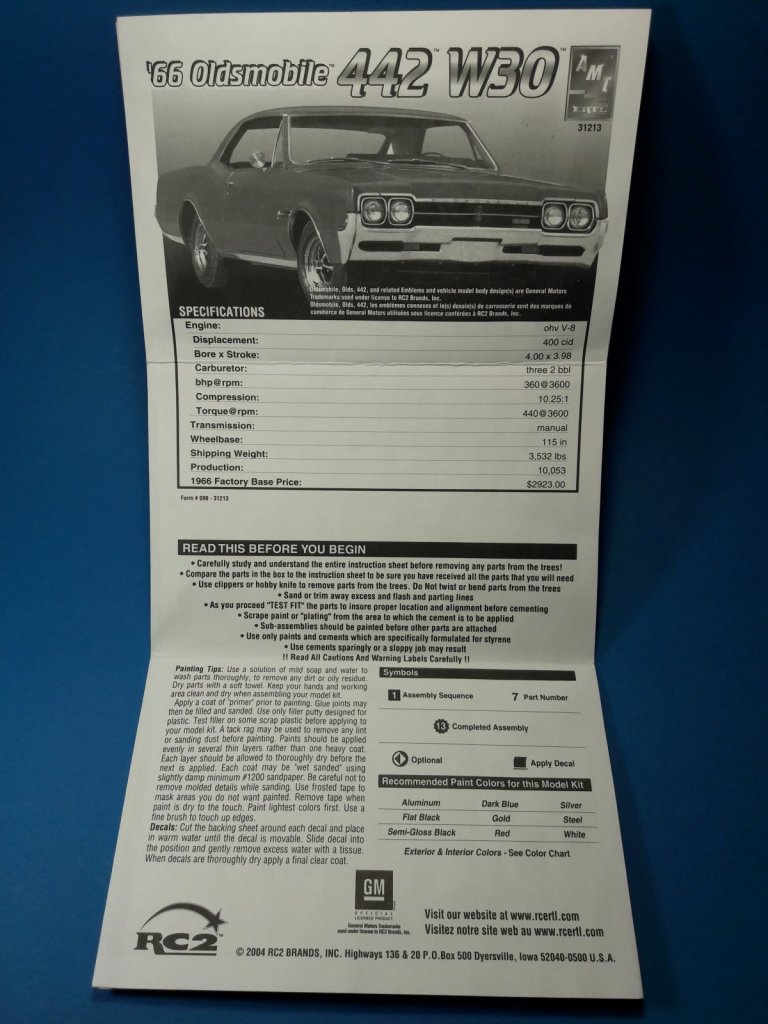 '66 Oldsmobile™ 442™ W30™
AMT
ERTL
31213
Oldsmobile, Olds, 442, and related Emblems and vehicle model body design(s) are General Motors
Trademarks used under license to RC2 Brands, Inc.
Oldsmobile, Olds, 442, les emblèmes connexes et le(s) dessin(s) de carrosserie sont des marques de
commerce de General Motors utilisées sous licence conférées à RC2 Brands, Inc.
SPECIFICATIONS
Engine: ohv V-8
Displacement: 400 cid
Bore x Stroke: 4.00 x 3.98
Carburetor: three 2 bbl
bhp@rpm: 360@3600
Compression: 10.25:1
Torque@rpm: 440@3600
Transmission: manual
Wheelbase: 115 in
Shipping Weight: 3,532 lbs
Production: 10,053
1966 Factory Base Price: $2923.00
Form # 099 - 31213
READ THIS BEFORE YOU BEGIN
• Carefully study and understand the entire instruction sheet before removing any parts from the trees!
• Compare the parts in the box to the instruction sheet to be sure you have received all the parts that you will need
• Use clippers or hobby knife to remove parts from the trees. Do Not twist or bend parts from the trees
• Sand or trim away excess and flash and parting lines
• As you proceed "TEST FIT" the parts to insure proper location and alignment before cementing
• Scrape paint or "plating" from the area to which the cement is to be applied
• Sub-assemblies should be painted before other parts are attached
• Use only paints and cements which are specifically formulated for styrene
• Use cements sparingly or a sloppy job may result
!! Read All Cautions And Warning Labels Carefully !!
Painting Tips: Use a solution of mild soap and water to
wash parts thoroughly, to remove any dirt or oily residue.
Dry parts with a soft towel. Keep your hands and working
area clean and dry when assembling your model kit.
Apply a coat of "primer" prior to painting. Glue joints may
then be filled and sanded. Use only filler putty designed for
plastic. Test filler on some scrap plastic before applying to
your model kit. A tack rag may be used to remove any lint
or sanding dust before painting. Paints should be applied
evenly in several thin layers rather than one heavy coat.
Each layer should be allowed to thoroughly dry before the
next is applied. Each coat may be "wet sanded" using
slightly damp minimum #1200 sandpaper. Be careful not to
remove molded details while sanding. Use frosted tape to
mask areas you do not want painted. Remove tape when
paint is dry to the touch. Paint lightest colors first. Use a
fine brush to touch up edges.
Decals: Cut the backing sheet around each decal and place
in warm water until the decal is movable. Slide decal into
the position and gently remove excess water with a tissue.
When decals are thoroughly dry apply a final clear coat.
Symbols
1 Assembly Sequence 7 Part Number
13 Completed Assembly
Optional Apply Decal
Recommended Paint Colors for this Model Kit
Aluminum Dark Blue Silver
Flat Black Gold Steel
Semi-Gloss Black Red White
Exterior & Interior Colors - See Color Chart
GM
OFFICIAL
LICENSED PRODUCT
General Motors Trademarks
used under license to RC2 Brands, Inc.
Visit our website at www.rcertl.com
Visitez notre site web au www.rcertl.com
RC2™
© 2004 RC2 BRANDS, INC. Highways 136 & 20 P.O.Box 500 Dyersville, Iowa 52040-0500 U.S.A.